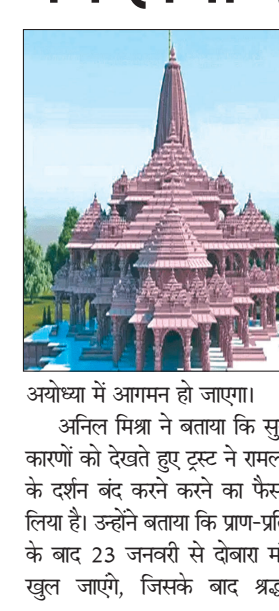 अयोध्या में आगमन हो जाएगा।
अनिल मिश्रा ने बताया कि
कारणों को देखते हुए ट्रस्ट ने
के दर्शन बंद करने करने का
लिया है। उन्होंने बताया कि
के बाद 23 जनवरी से दोबारा
खुल जाएंगे, जिसके बाद